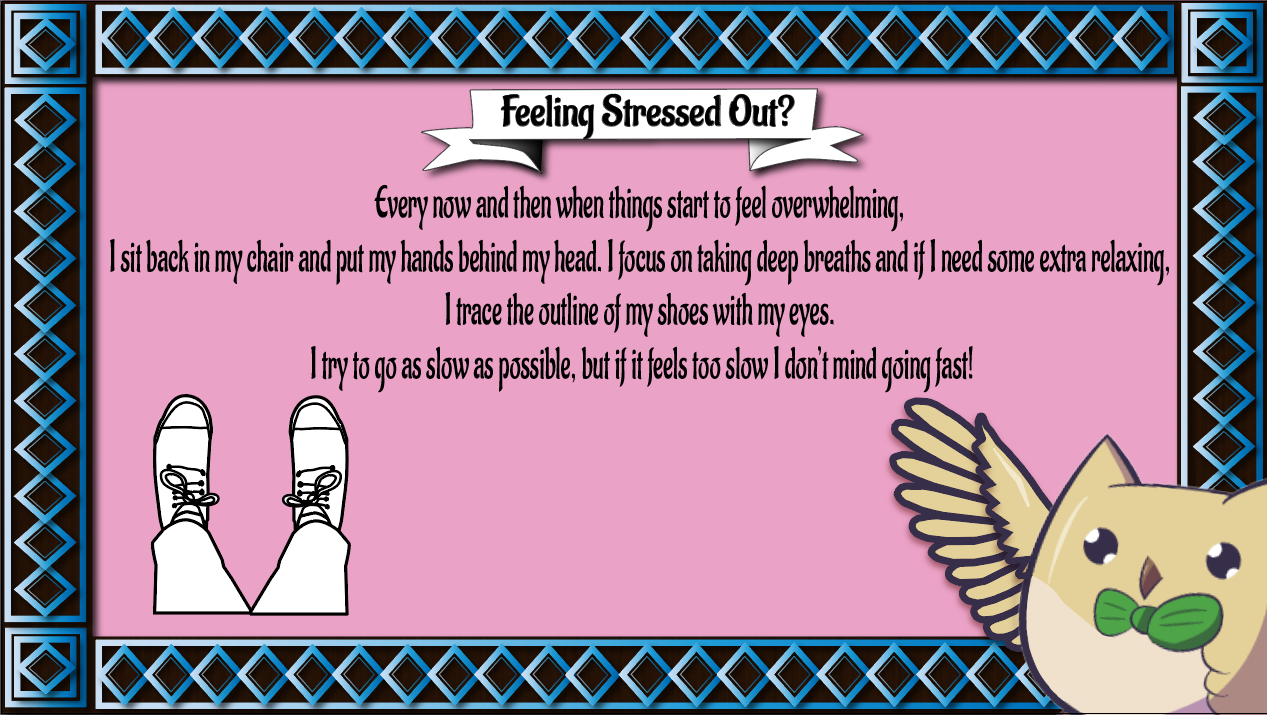 Feeling Stressed Out?
Every now and then when things start to feel overwhelming,
I sit back in my chair and put my hands behind my head. I focus on taking deep breaths and if I need some extra relaxing,
I trace the outline of my shoes with my eyes.
I try to go as slow as possible, but if it feels too slow I don't mind going fast!